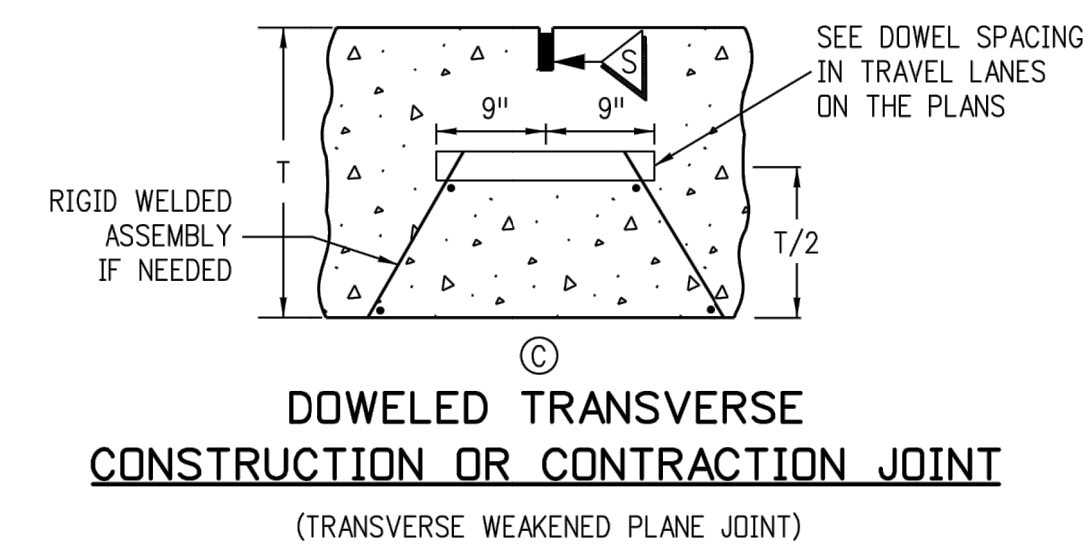 SEE DOWEL SPACING
IN TRAVEL LANES
ON THE PLANS
S
9" 9"
T
RIGID WELDED
ASSEMBLY
IF NEEDED
T/2
C
DOWELED TRANSVERSE
CONSTRUCTION OR CONTRACTION JOINT
(TRANSVERSE WEAKENED PLANE JOINT)